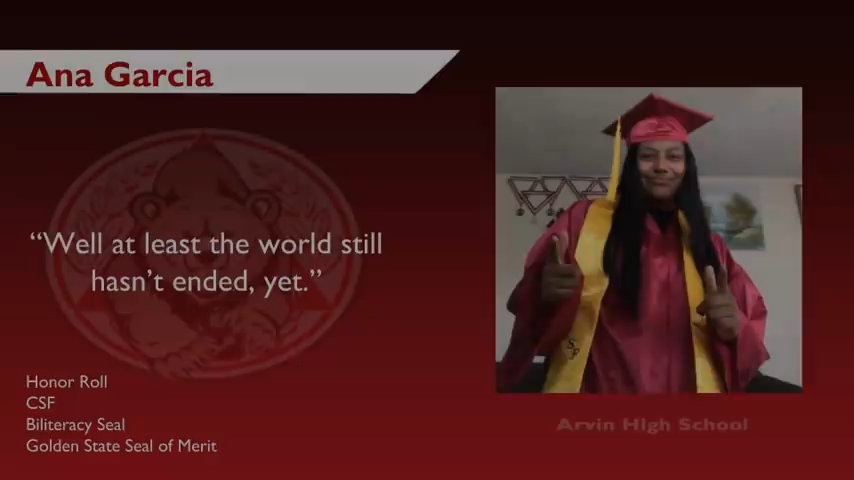 Ana Garcia
“Well at least the world still
hasn’t ended, yet.”
Honor Roll
CSF
Biliteracy Seal
Golden State Seal of Merit
Arvin HIgh School